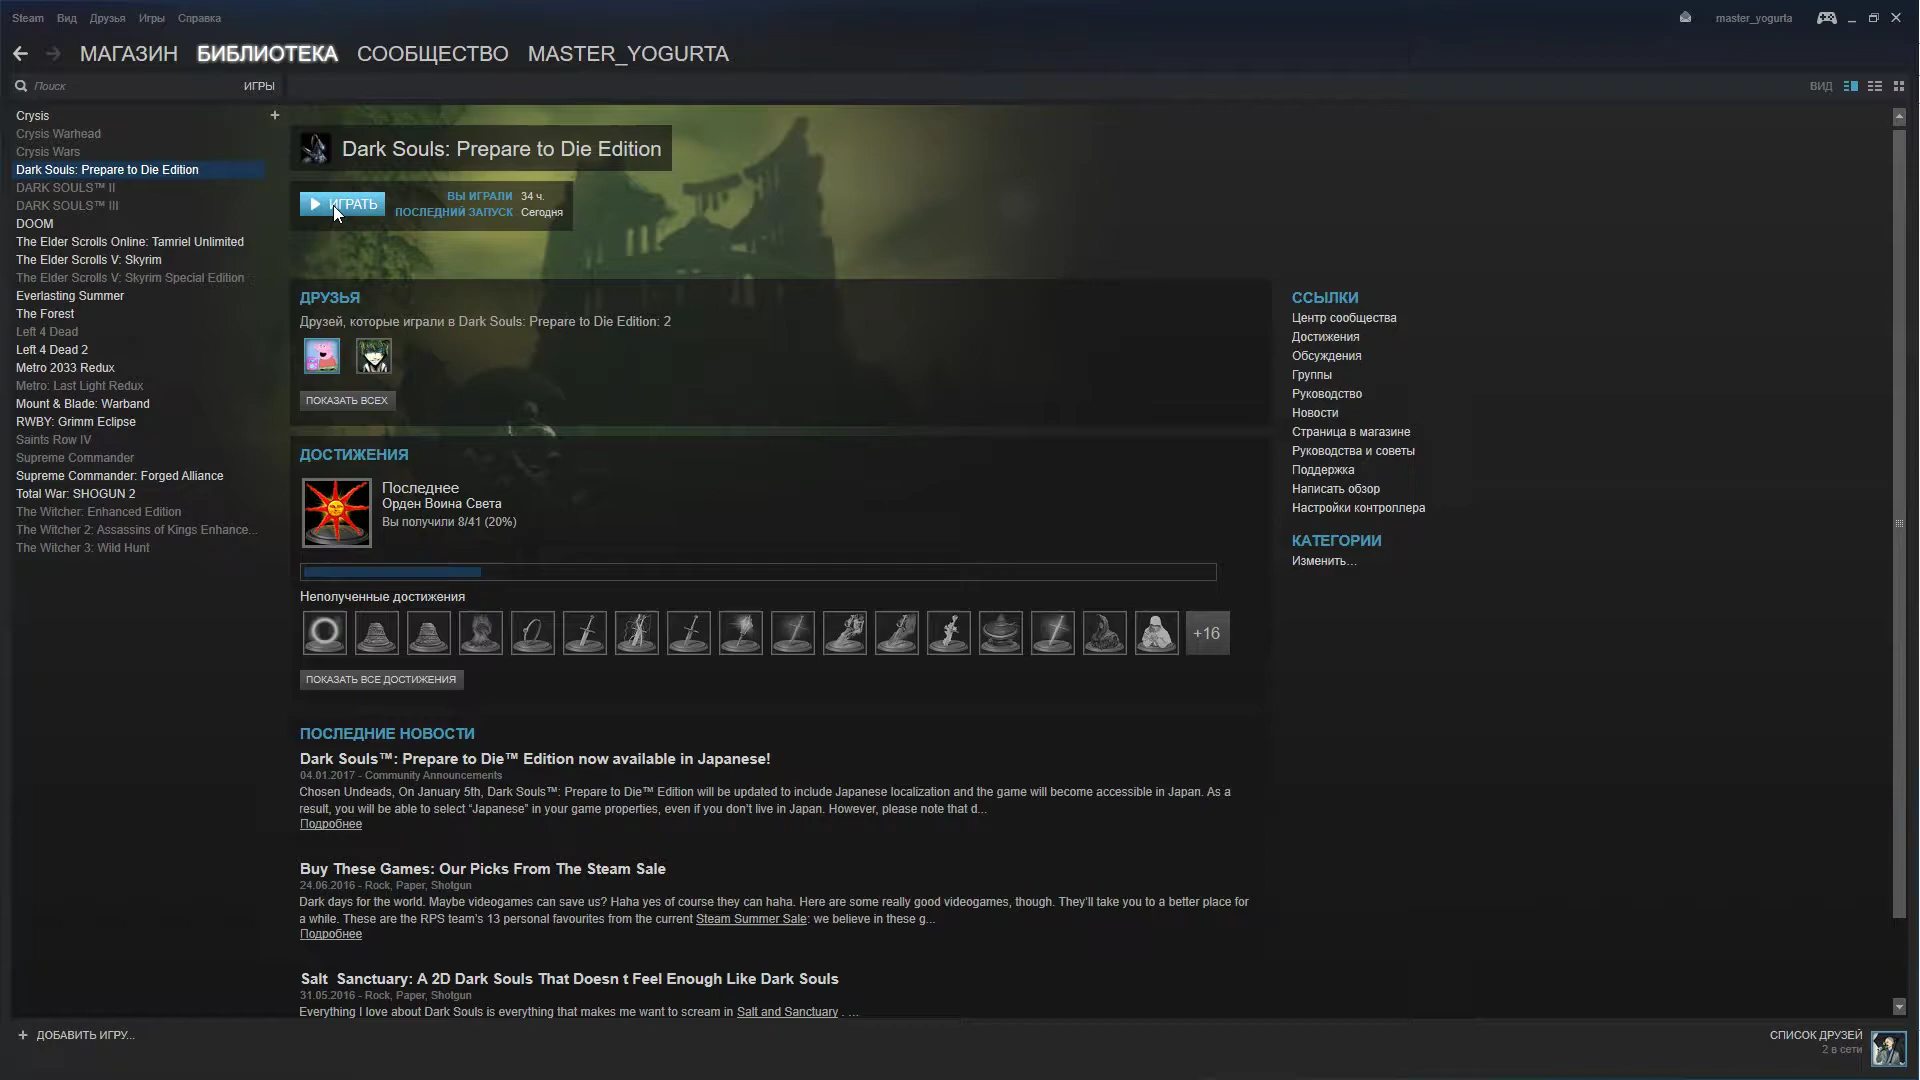 Steam Вид Друзья Игры Справка
master_yogurta
МАГАЗИН БИБЛИОТЕКА СООБЩЕСТВО MASTER_YOGURTA
Поиск ИГРЫ
ВИД
Crysis
Crysis Warhead
Crysis Wars
Dark Souls: Prepare to Die Edition
DARK SOULS™ II
DARK SOULS™ III
DOOM
The Elder Scrolls Online: Tamriel Unlimited
The Elder Scrolls V: Skyrim
The Elder Scrolls V: Skyrim Special Edition
Everlasting Summer
The Forest
Left 4 Dead
Left 4 Dead 2
Metro 2033 Redux
Metro: Last Light Redux
Mount & Blade: Warband
RWBY: Grimm Eclipse
Saints Row IV
Supreme Commander
Supreme Commander: Forged Alliance
Total War: SHOGUN 2
The Witcher: Enhanced Edition
The Witcher 2: Assassins of Kings Enhance...
The Witcher 3: Wild Hunt
Dark Souls: Prepare to Die Edition
ИГРАТЬ
ВЫ ИГРАЛИ 34 ч.
ПОСЛЕДНИЙ ЗАПУСК Сегодня
ДРУЗЬЯ
Друзей, которые играли в Dark Souls: Prepare to Die Edition: 2
ПОКАЗАТЬ ВСЕХ
ДОСТИЖЕНИЯ
Последнее
Орден Воина Света
Вы получили 8/41 (20%)
Неполученные достижения
+16
ПОКАЗАТЬ ВСЕ ДОСТИЖЕНИЯ
ПОСЛЕДНИЕ НОВОСТИ
Dark Souls™: Prepare to Die™ Edition now available in Japanese!
04.01.2017 - Community Announcements
Chosen Undeads, On January 5th, Dark Souls™: Prepare to Die™ Edition will be updated to include Japanese localization and the game will become accessible in Japan. As a
result, you will be able to select “Japanese” in your game properties, even if you don’t live in Japan. However, please note that d...
Подробнее
Buy These Games: Our Picks From The Steam Sale
24.06.2016 - Rock, Paper, Shotgun
Dark days for the world. Maybe videogames can save us? Haha yes of course they can haha. Here are some really good videogames, though. They’ll take you to a better place for
a while. These are the RPS team’s 13 personal favourites from the current Steam Summer Sale: we believe in these g...
Подробнее
Salt Sanctuary: A 2D Dark Souls That Doesn t Feel Enough Like Dark Souls
31.05.2016 - Rock, Paper, Shotgun
Everything I love about Dark Souls is everything that makes me want to scream in Salt and Sanctuary . ...
ССЫЛКИ
Центр сообщества
Достижения
Обсуждения
Группы
Руководство
Новости
Страница в магазине
Руководства и советы
Поддержка
Написать обзор
Настройки контроллера
КАТЕГОРИИ
Изменить...
+ ДОБАВИТЬ ИГРУ...
СПИСОК ДРУЗЕЙ
2 в сети